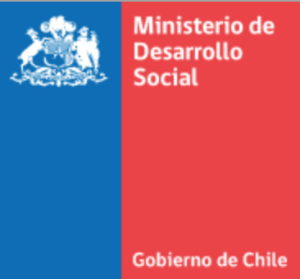 Ministerio de
Desarrollo
Social
Gobierno de Chile